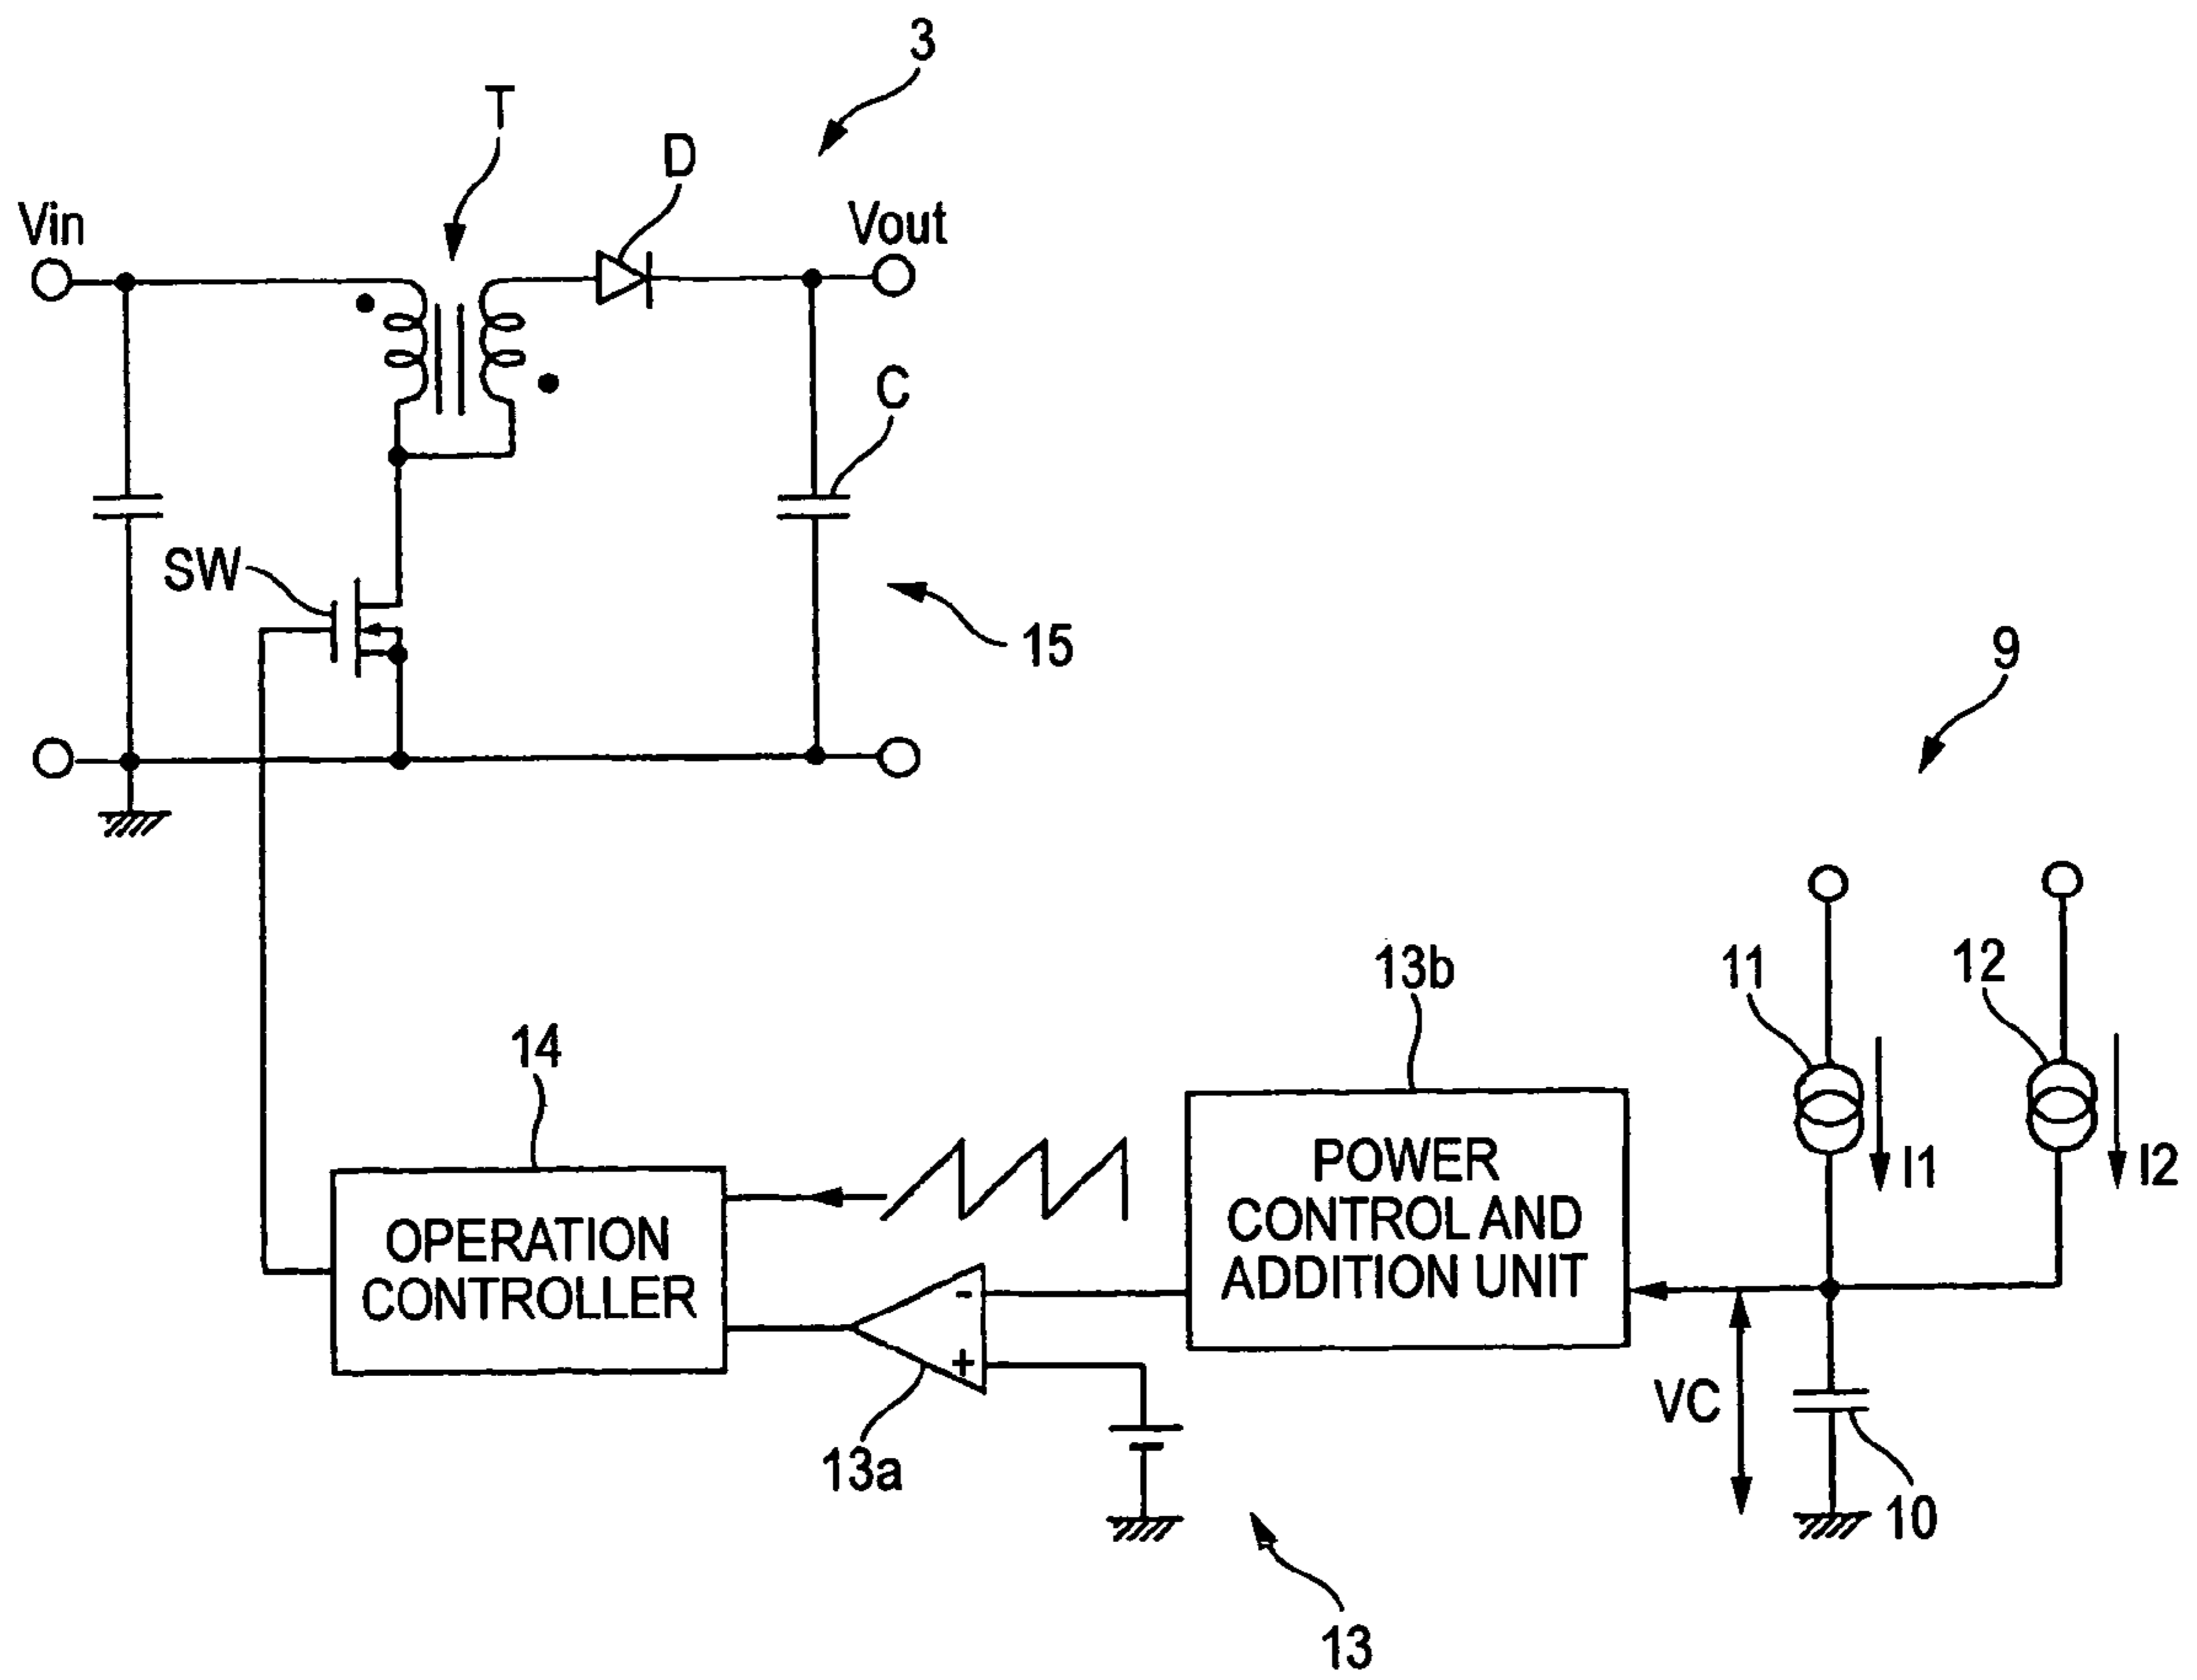 3
T
D
Vin
Vout
C
SW
15
9
11
12
13b
14
I1
I2
POWER
CONTROL AND
ADDITION UNIT
OPERATION
CONTROLLER
-
+
VC
13a
10
13